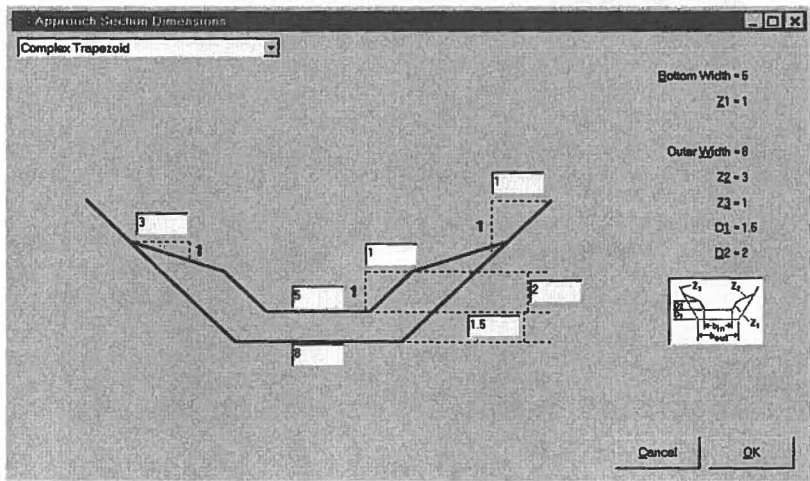 Approach Section Dimensions
Complex Trapezoid
Bottom Width = 5
Z1 = 1
Outer Width = 8
Z2 = 3
Z3 = 1
D1 = 1.5
D2 = 2
1
3
1
1
1
1
5
2
1.5
8
Cancel
OK